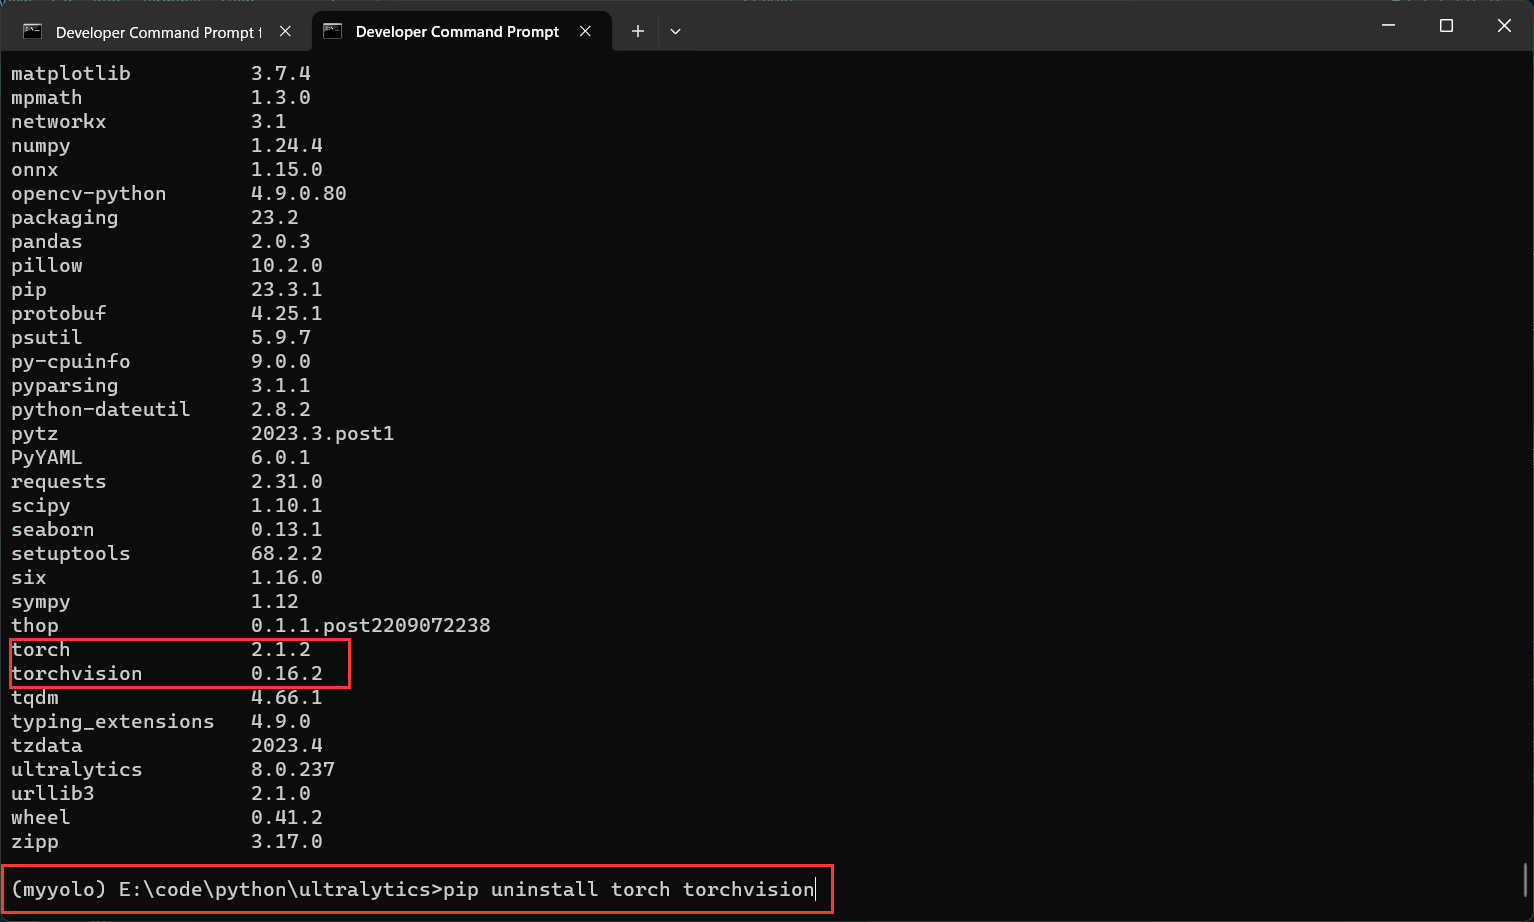 Developer Command Prompt f
Developer Command Prompt
matplotlib 3.7.4
mpmath 1.3.0
networkx 3.1
numpy 1.24.4
onnx 1.15.0
opencv-python 4.9.0.80
packaging 23.2
pandas 2.0.3
pillow 10.2.0
pip 23.3.1
protobuf 4.25.1
psutil 5.9.7
py-cpuinfo 9.0.0
pyparsing 3.1.1
python-dateutil 2.8.2
pytz 2023.3.post1
PyYAML 6.0.1
requests 2.31.0
scipy 1.10.1
seaborn 0.13.1
setuptools 68.2.2
six 1.16.0
sympy 1.12
thop 0.1.1.post2209072238
torch 2.1.2
torchvision 0.16.2
tqdm 4.66.1
typing_extensions 4.9.0
tzdata 2023.4
ultralytics 8.0.237
urllib3 2.1.0
wheel 0.41.2
zipp 3.17.0
(myyolo) E:\code\python\ultralytics>pip uninstall torch torchvision